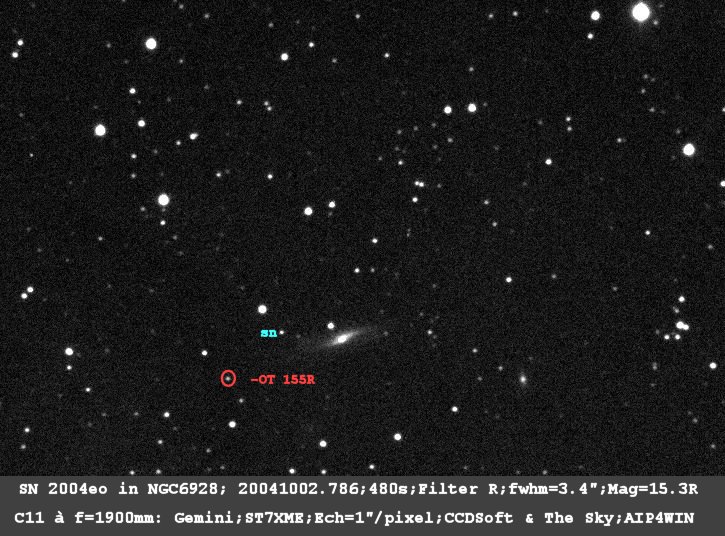 sn
-OT 155R
SN 2004eo in NGC6928; 20041002.786;480s;Filter R;fwhm=3.4";Mag=15.3R
C11 à f=1900mm: Gemini;ST7XME;Ech=1"/pixel;CCDSoft & The Sky;AIP4WIN